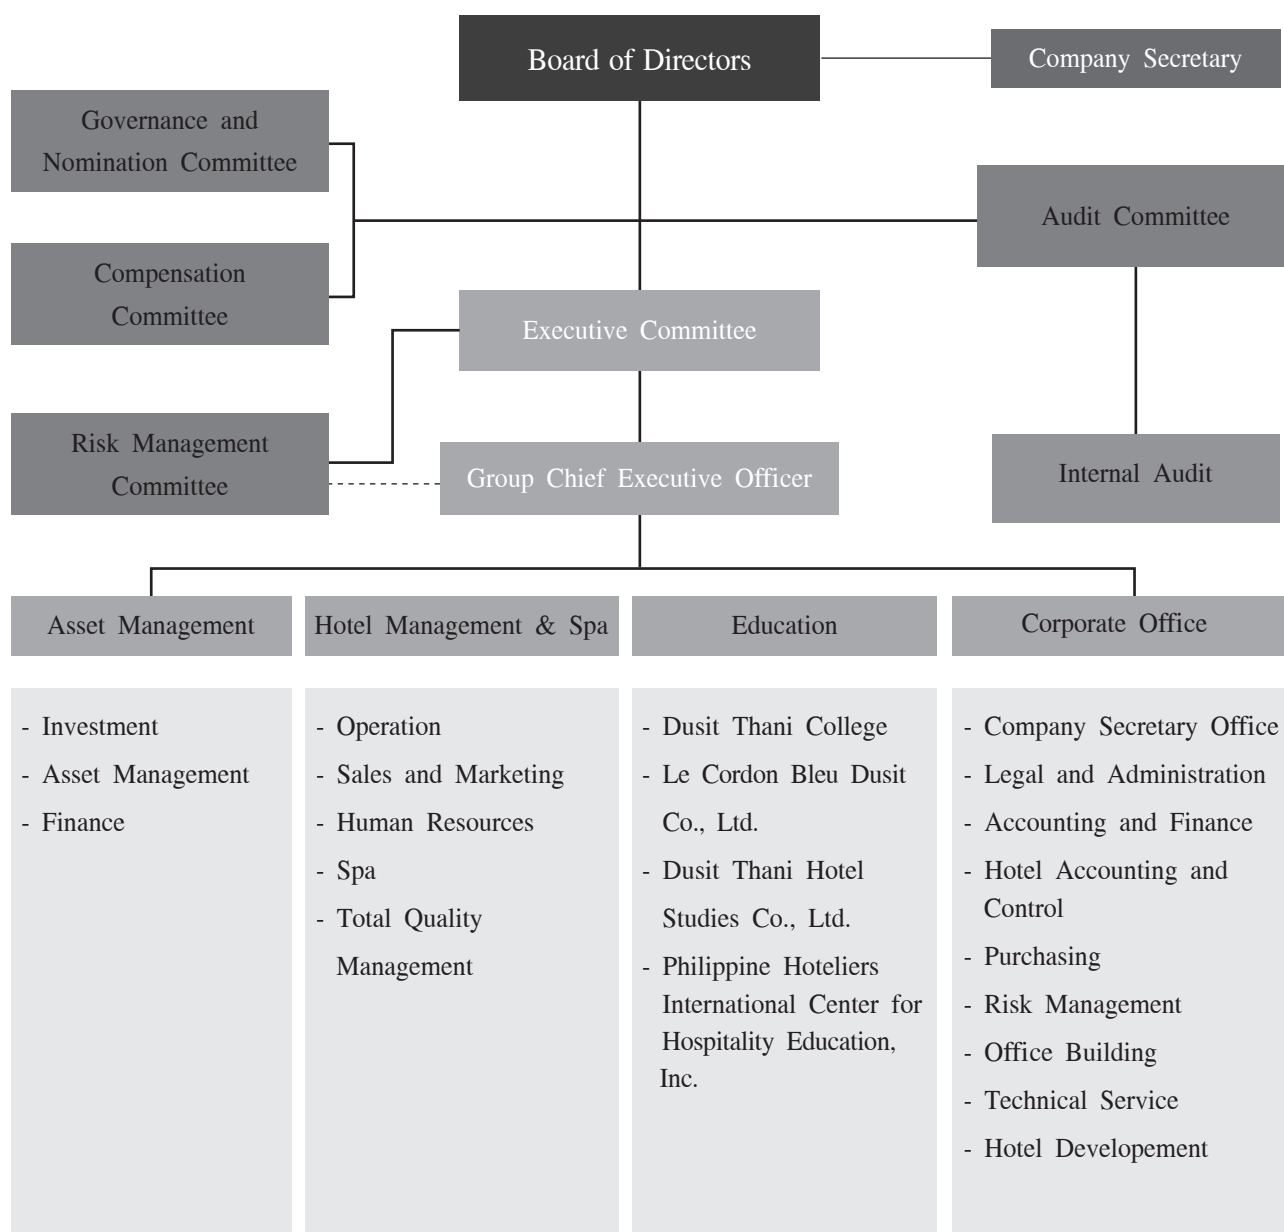 Board of Directors
Company Secretary
Governance and
Nomination Committee
Audit Committee
Compensation
Committee
Executive Committee
Risk Management
Committee
Group Chief Executive Officer
Internal Audit
Asset Management
Hotel Management & Spa
Education
Corporate Office
- Investment
- Asset Management
- Finance
- Operation
- Sales and Marketing
- Human Resources
- Spa
- Total Quality
Management
- Dusit Thani College
- Le Cordon Bleu Dusit
Co., Ltd.
- Dusit Thani Hotel
Studies Co., Ltd.
- Philippine Hoteliers
International Center for
Hospitality Education,
Inc.
- Company Secretary Office
- Legal and Administration
- Accounting and Finance
- Hotel Accounting and
Control
- Purchasing
- Risk Management
- Office Building
- Technical Service
- Hotel Developement